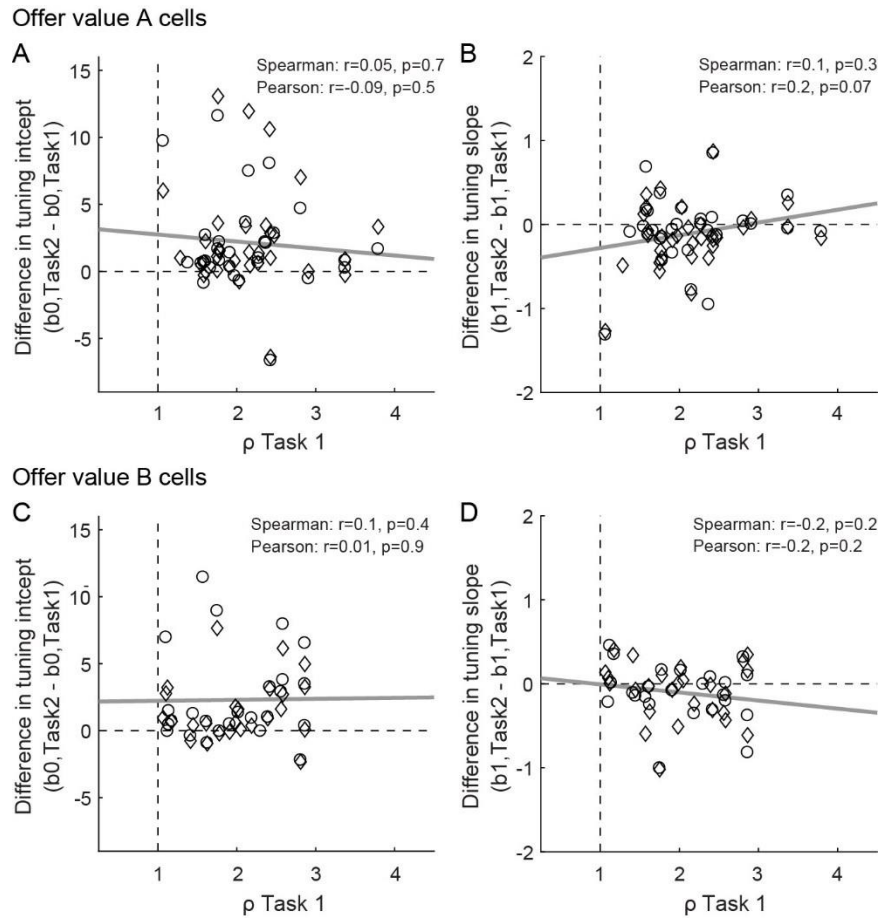 Offer value A cells
A
Spearman: r=0.05, p=0.7
Pearson: r=-0.09, p=0.5
Difference in tuning intcept
(b0,Task2 - b0,Task1)
15
10
5
0
-5
1
2
3
4
ρ Task 1
B
Spearman: r=0.1, p=0.3
Pearson: r=0.2, p=0.07
Difference in tuning slope
(b1,Task2 - b1,Task1)
2
1
0
-1
-2
1
2
3
4
ρ Task 1
Offer value B cells
C
Spearman: r=0.1, p=0.4
Pearson: r=0.01, p=0.9
Difference in tuning intcept
(b0,Task2 - b0,Task1)
15
10
5
0
-5
1
2
3
4
ρ Task 1
D
Spearman: r=-0.2, p=0.2
Pearson: r=-0.2, p=0.2
Difference in tuning slope
(b1,Task2 - b1,Task1)
2
1
0
-1
-2
1
2
3
4
ρ Task 1